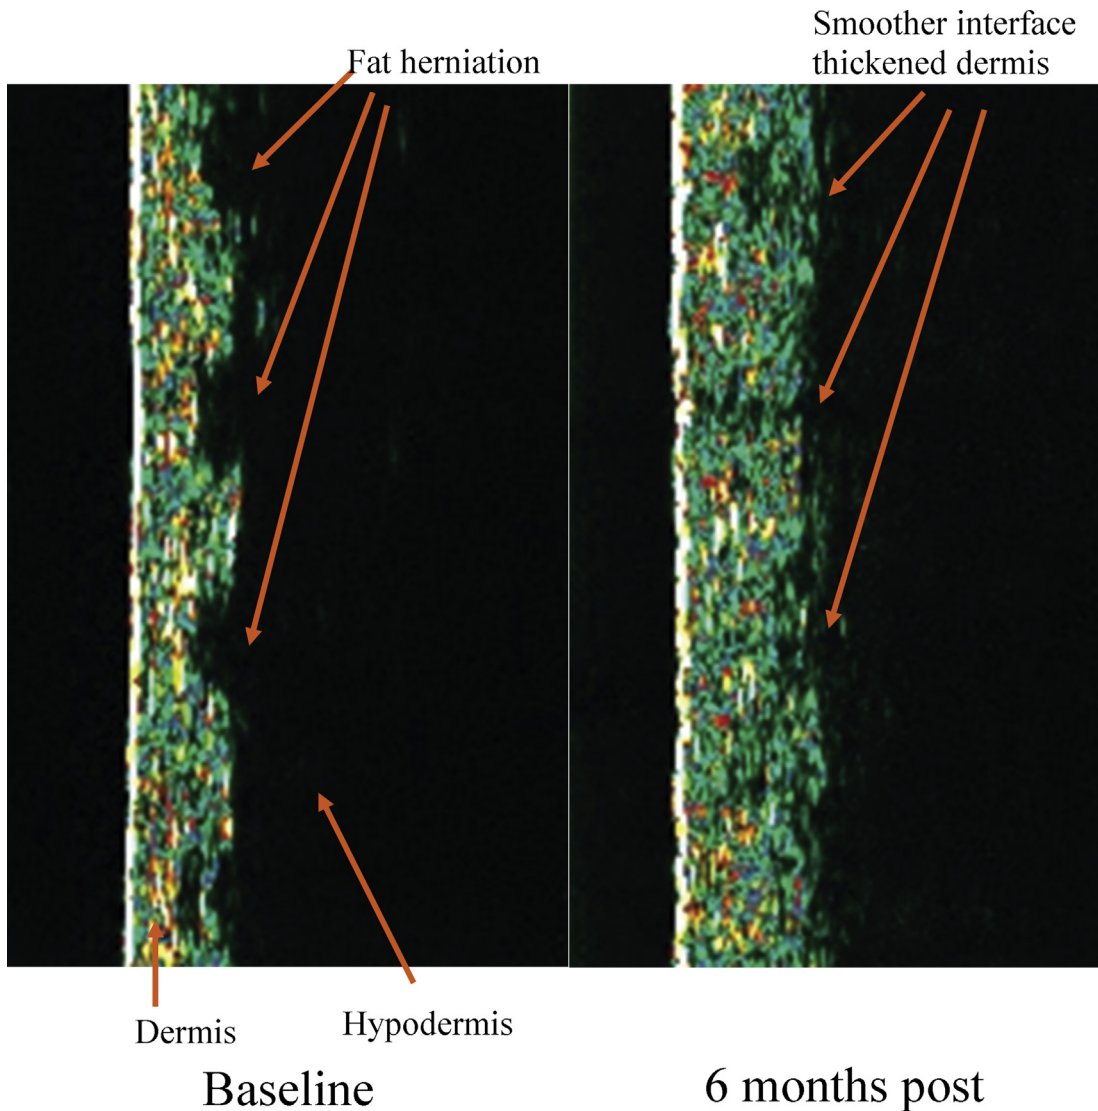 Fat herniation
Smoother interface
thickened dermis
Dermis
Hypodermis
Baseline
6 months post